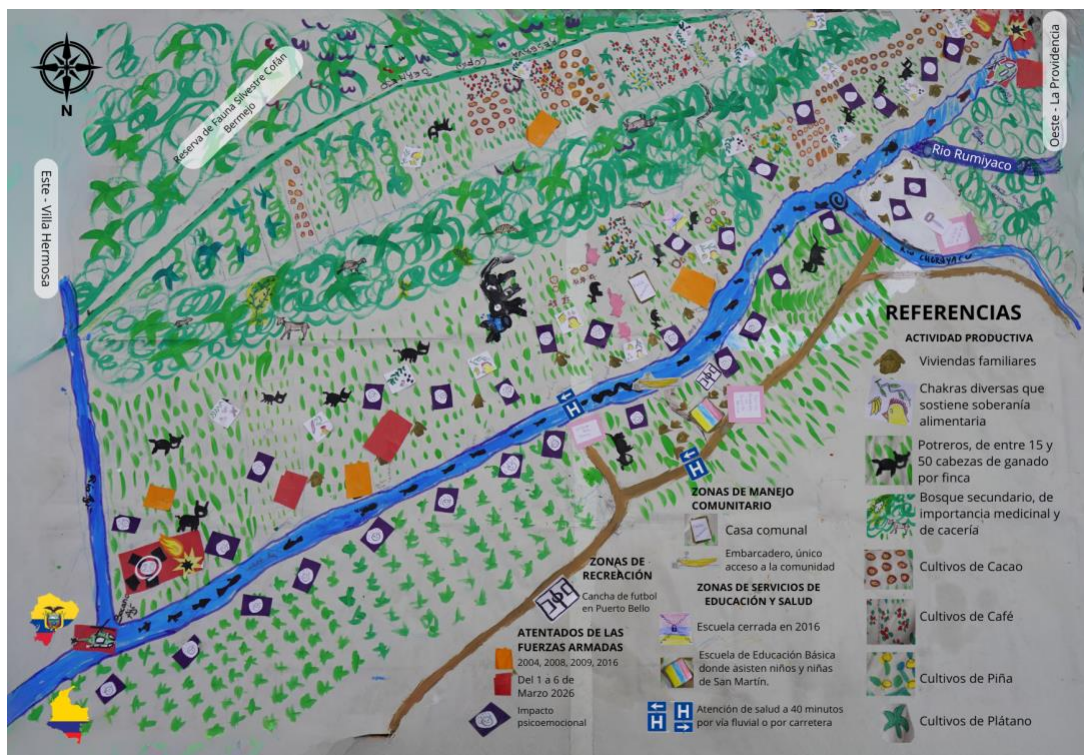 N
Reserva de Fauna Silvestre Cofán
Bermejo
Este - Villa Hermosa
Oeste - La Providencia
Rio Rumiyaco
RESERVA COFAN BERMEJO
H
H
REFERENCIAS
ACTIVIDAD PRODUCTIVA
Viviendas familiares
Chakras diversas que
sostiene soberanía
alimentaria
Potreros, de entre 15 y
50 cabezas de ganado
por finca
Bosque secundario, de
importancia medicinal y
de cacería
Cultivos de Cacao
Cultivos de Café
Cultivos de Piña
Cultivos de Plátano
ZONAS DE MANEJO
COMUNITARIO
Casa comunal
Embarcadero, único
acceso a la comunidad
ZONAS DE SERVICIOS DE
EDUCACIÓN Y SALUD
Escuela cerrada en 2016
Escuela de Educación Básica
donde asisten niños y niñas
de San Martín.
H H
Atención de salud a 40 minutos
por vía fluvial o por carretera
ZONAS DE
RECREACIÓN
Cancha de futbol
en Puerto Bello
ATENTADOS DE LAS
FUERZAS ARMADAS
2004, 2008, 2009, 2016
Del 1 a 6 de
Marzo 2026
Impacto
psicoemocional